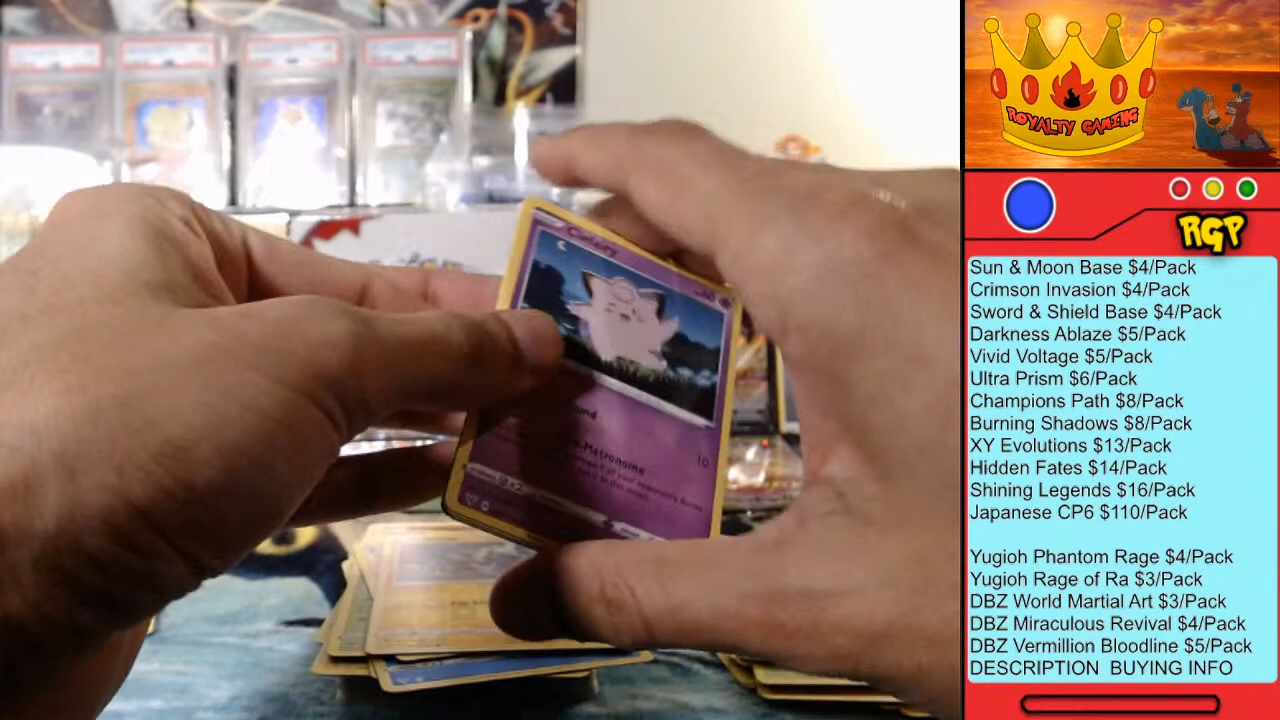 ROYALTY GAMING
RGP
Sun & Moon Base $4/Pack
Crimson Invasion $4/Pack
Sword & Shield Base $4/Pack
Darkness Ablaze $5/Pack
Vivid Voltage $5/Pack
Ultra Prism $6/Pack
Champions Path $8/Pack
Burning Shadows $8/Pack
XY Evolutions $13/Pack
Hidden Fates $14/Pack
Shining Legends $16/Pack
Japanese CP6 $110/Pack
Yugioh Phantom Rage $4/Pack
Yugioh Rage of Ra $3/Pack
DBZ World Martial Art $3/Pack
DBZ Miraculous Revival $4/Pack
DBZ Vermillion Bloodline $5/Pack
DESCRIPTION BUYING INFO
Clefairy
Metronome
10